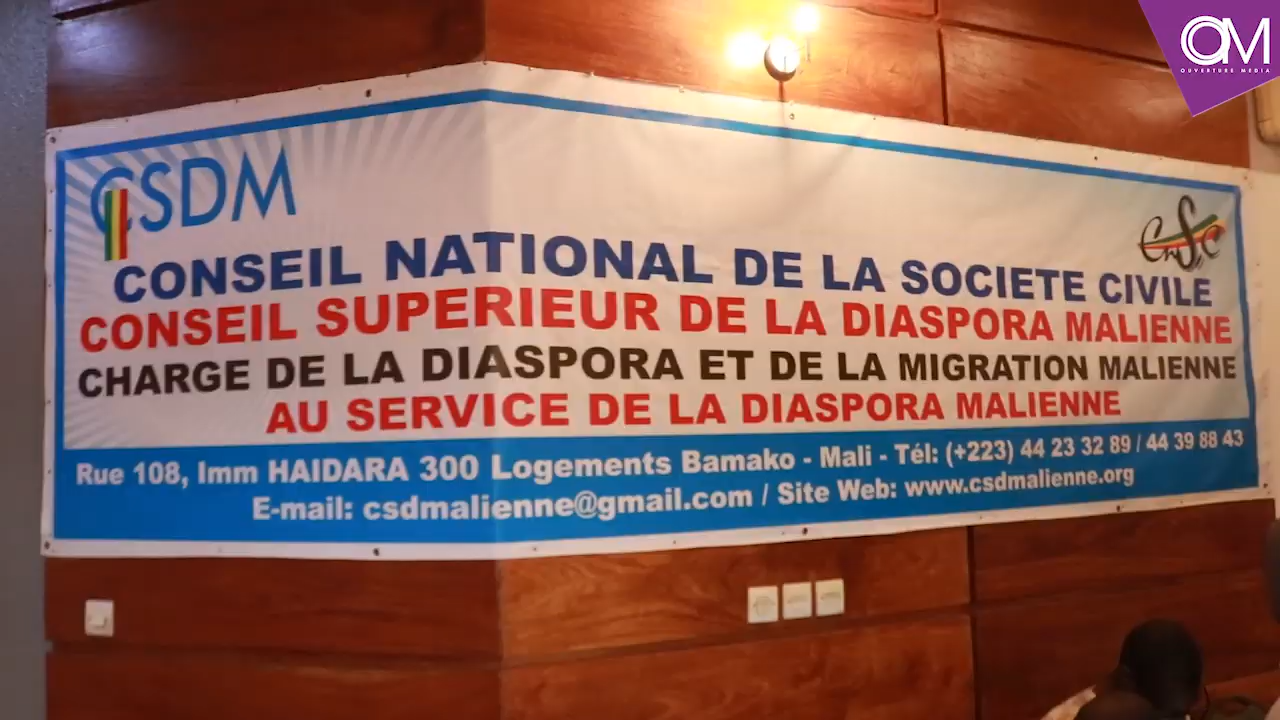 OM
OUVERTURE MEDIA
CSDM
CNSC
CONSEIL NATIONAL DE LA SOCIETE CIVILE
CONSEIL SUPERIEUR DE LA DIASPORA MALIENNE
CHARGE DE LA DIASPORA ET DE LA MIGRATION MALIENNE
AU SERVICE DE LA DIASPORA MALIENNE
Rue 108, Imm HAIDARA 300 Logements Bamako - Mali - Tél: (+223) 44 23 32 89 / 44 39 88 43
E-mail: csdmalienne@gmail.com / Site Web: www.csdmalienne.org